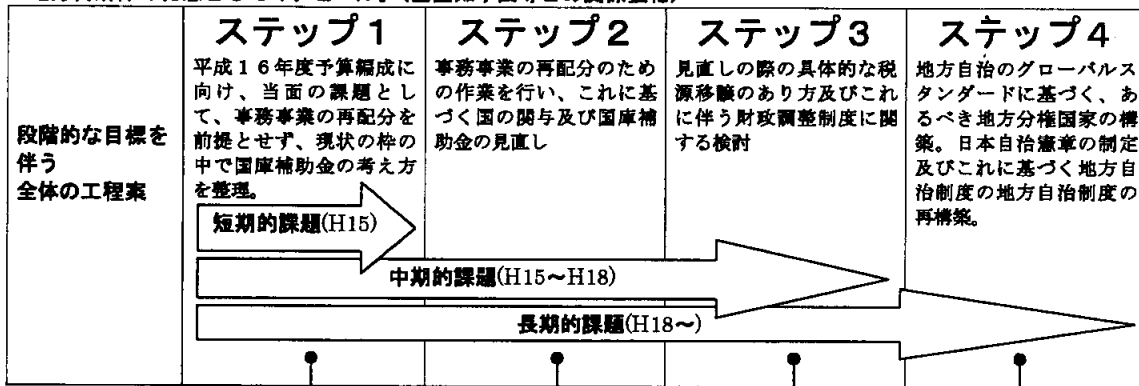 ステップ1
ステップ2
ステップ3
ステップ4
段階的な目標を
伴う
全体の工程案
平成16年度予算編成に
向け、当面の課題とし
て、事務事業の再配分を
前提とせず、現状の枠の
中で国庫補助金の考え方
を整理。
事務事業の再配分のため
の作業を行い、これに基
づく国の関与及び国庫補
助金の見直し
見直しの際の具体的な税
源移譲のあり方及びこれ
に伴う財政調整制度に関
する検討
地方自治のグローバルス
タンダードに基づく、あ
るべき地方分権国家の構
築。日本自治憲章の制定
及びこれに基づく地方自
治制度の地方自治制度の
再構築。
短期的課題(H15)
中期的課題(H15～H18)
長期的課題(H18～)